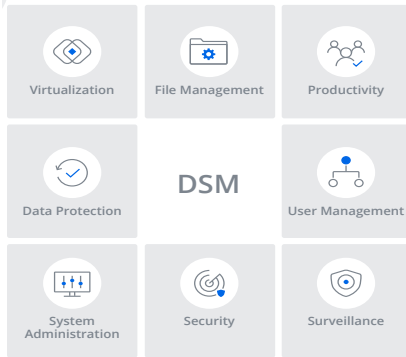 Virtualization
File Management
Productivity
Data Protection
DSM
User Management
System
Administration
Security
Surveillance